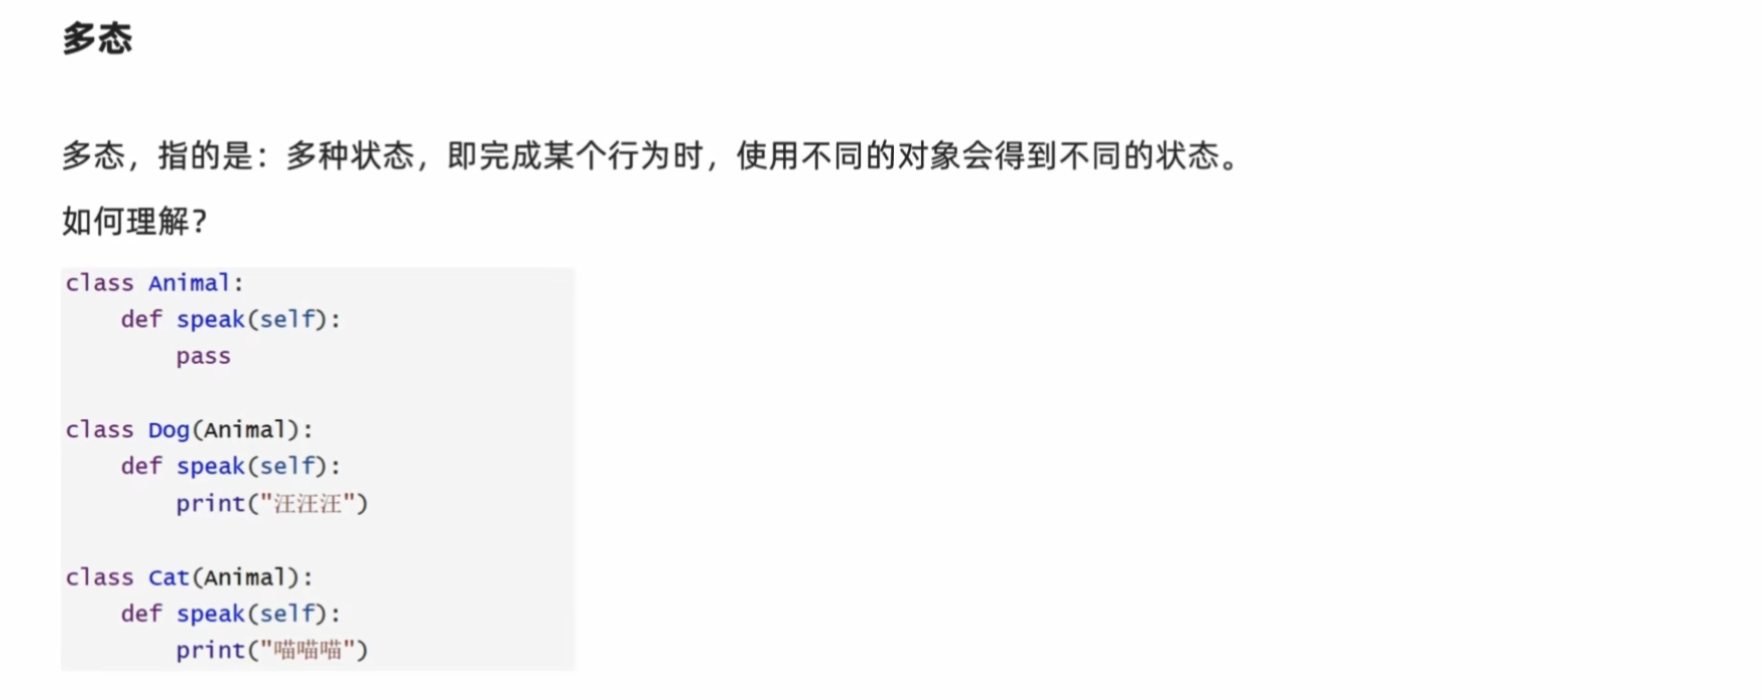 多态
多态，指的是：多种状态，即完成某个行为时，使用不同的对象会得到不同的状态。
如何理解？
class Animal:
    def speak(self):
        pass
class Dog(Animal):
    def speak(self):
        print("汪汪汪")
class Cat(Animal):
    def speak(self):
        print("喵喵喵")